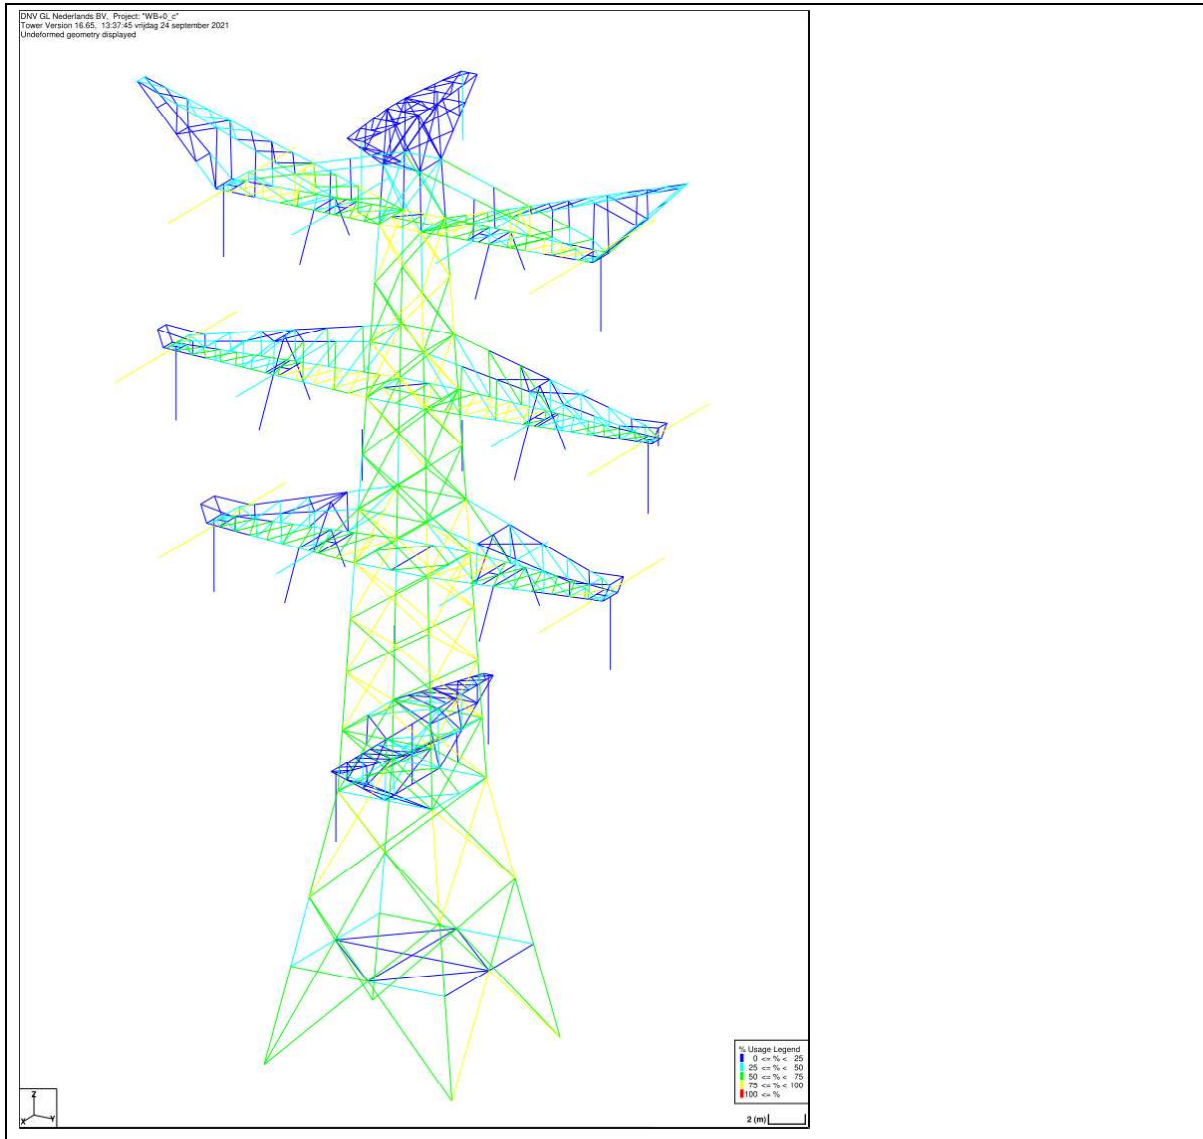 DNV GL Nederlands BV, Project: "WB+0_c"
Tower Version 16.65, 13:37:45 vrijdag 24 september 2021
Undeformed geometry displayed
% Usage Legend
0 <= % < 25
25 <= % < 50
50 <= % < 75
75 <= % < 100
100 <= %
Z
X
Y
2 (m)